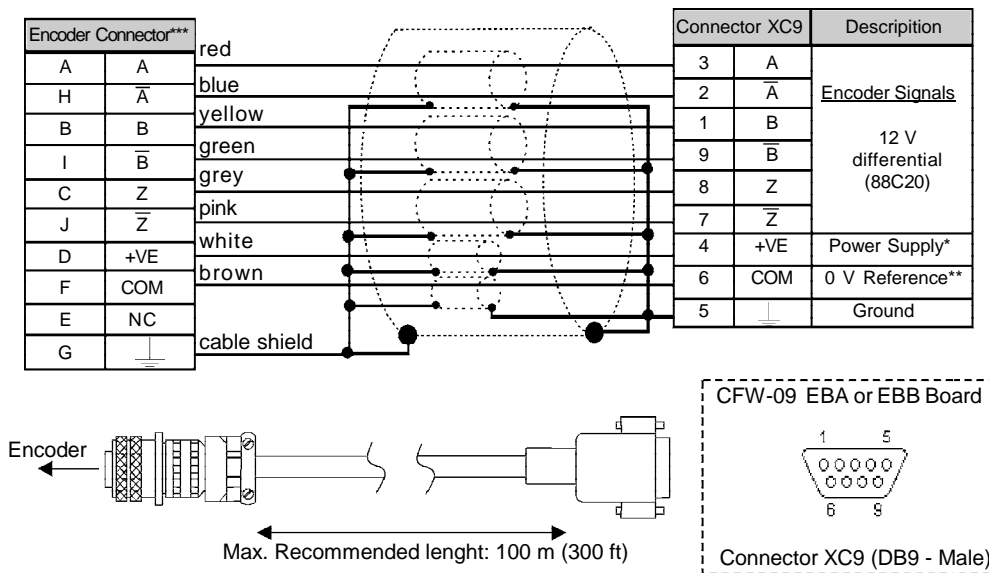 Encoder Connector***
A A
H A̅
B B
I B̅
C Z
J Z̅
D +VE
F COM
E NC
G
red
blue
yellow
green
grey
pink
white
brown
cable shield
Connector XC9 Descripition
3 A
2 A̅
1 B
9 B̅
8 Z
7 Z̅
Encoder Signals
12 V
differential
(88C20)
4 +VE Power Supply*
6 COM 0 V Reference**
5 Ground
Encoder
Max. Recommended lenght: 100 m (300 ft)
CFW-09 EBA or EBB Board
1 5
6 9
Connector XC9 (DB9 - Male)